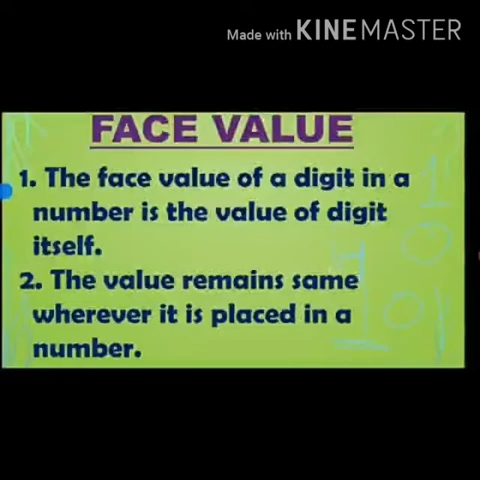 Made with KINEMASTER
FACE VALUE
1. The face value of a digit in a
number is the value of digit
itself.
2. The value remains same
wherever it is placed in a
number.